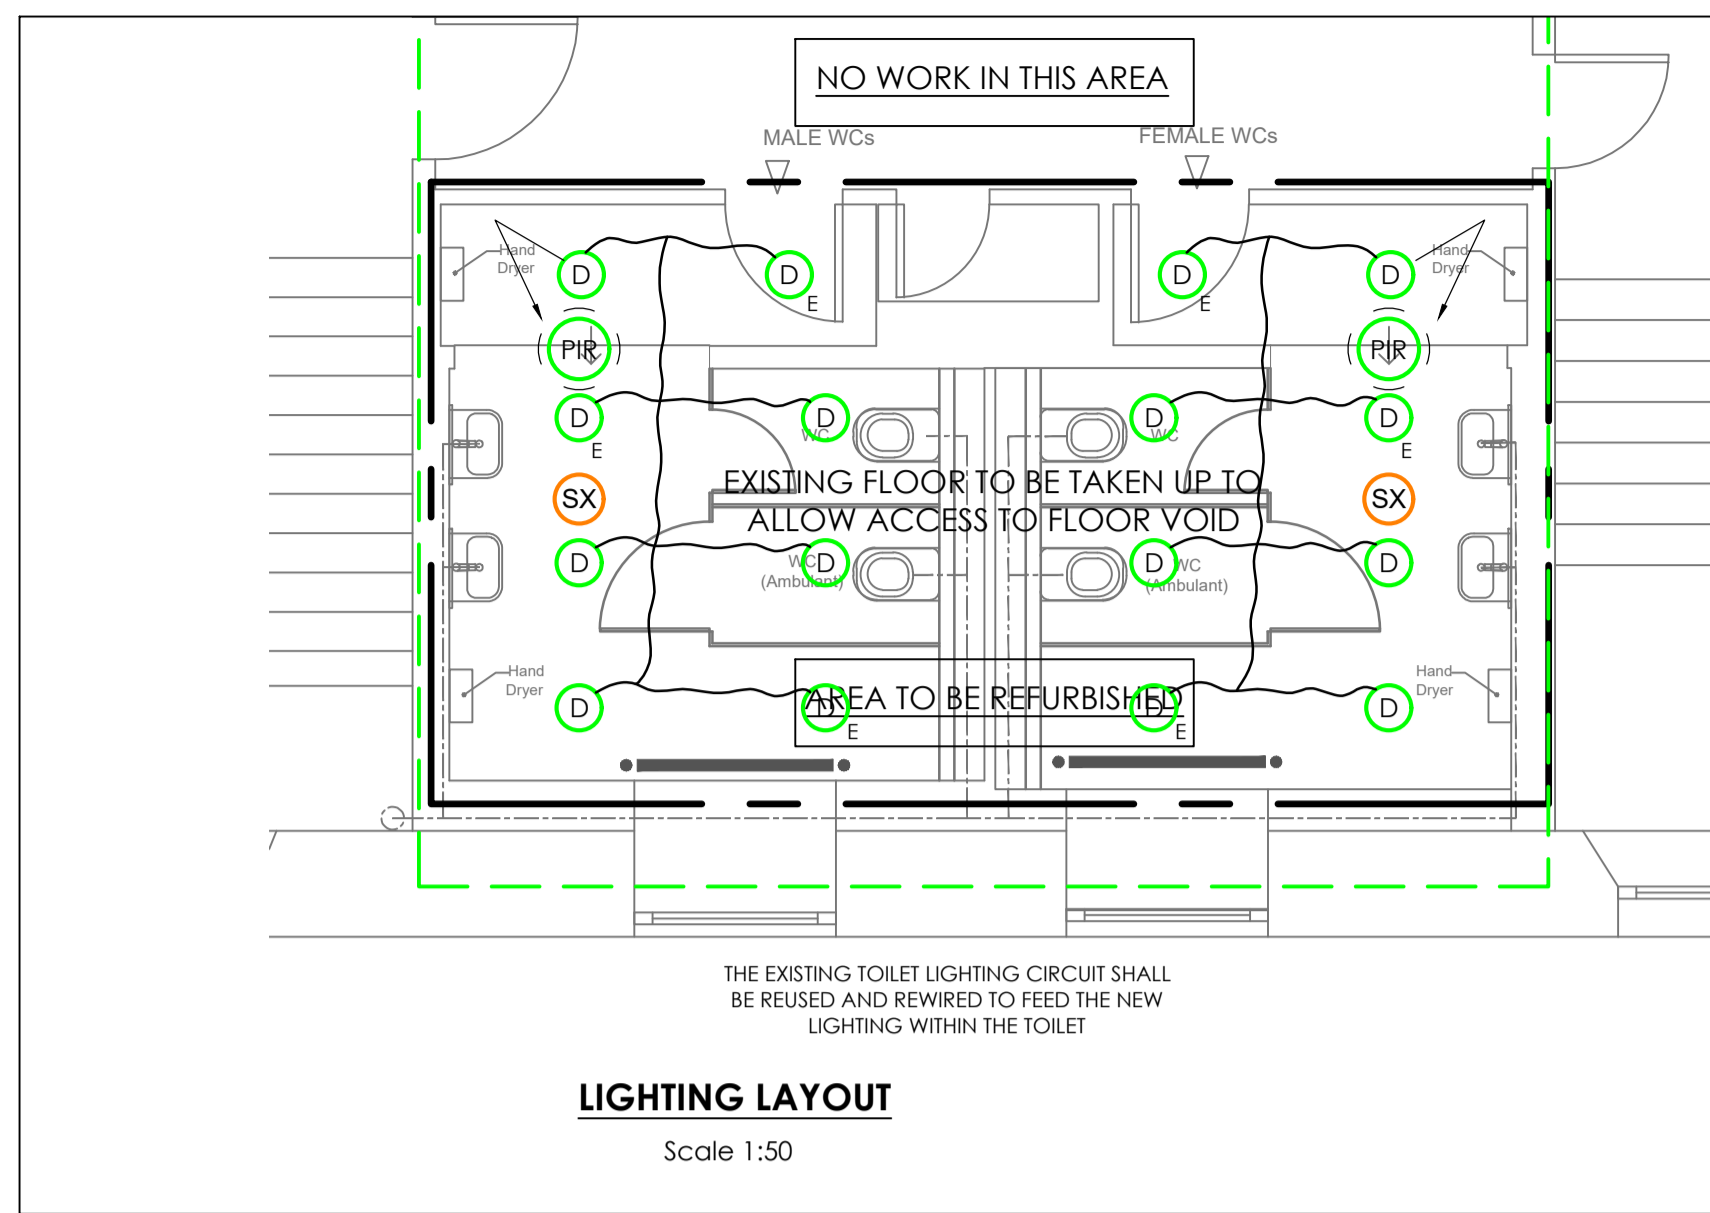 NO WORK IN THIS AREA
MALE WCs
FEMALE WCs
Hand
Dryer
D
D
E
D
E
D
Hand
Dryer
PIR
PIR
D
E
D
WC
D
WC
D
E
SX
EXISTING FLOOR TO BE TAKEN UP TO
ALLOW ACCESS TO FLOOR VOID
SX
D
D
WC
(Ambulant)
D
WC
(Ambulant)
D
Hand
Dryer
Hand
Dryer
D
D
E
AREA TO BE REFURBISHED
D
E
D
THE EXISTING TOILET LIGHTING CIRCUIT SHALL
BE REUSED AND REWIRED TO FEED THE NEW
LIGHTING WITHIN THE TOILET
LIGHTING LAYOUT
Scale 1:50